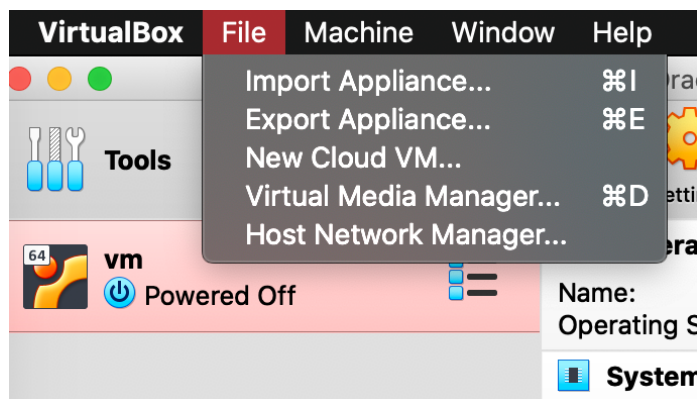 VirtualBox File Machine Window Help
Import Appliance... ⌘I
Export Appliance... ⌘E
New Cloud VM...
Virtual Media Manager... ⌘D
Host Network Manager...
Tools
64
vm
Powered Off
Name:
Operating S
System